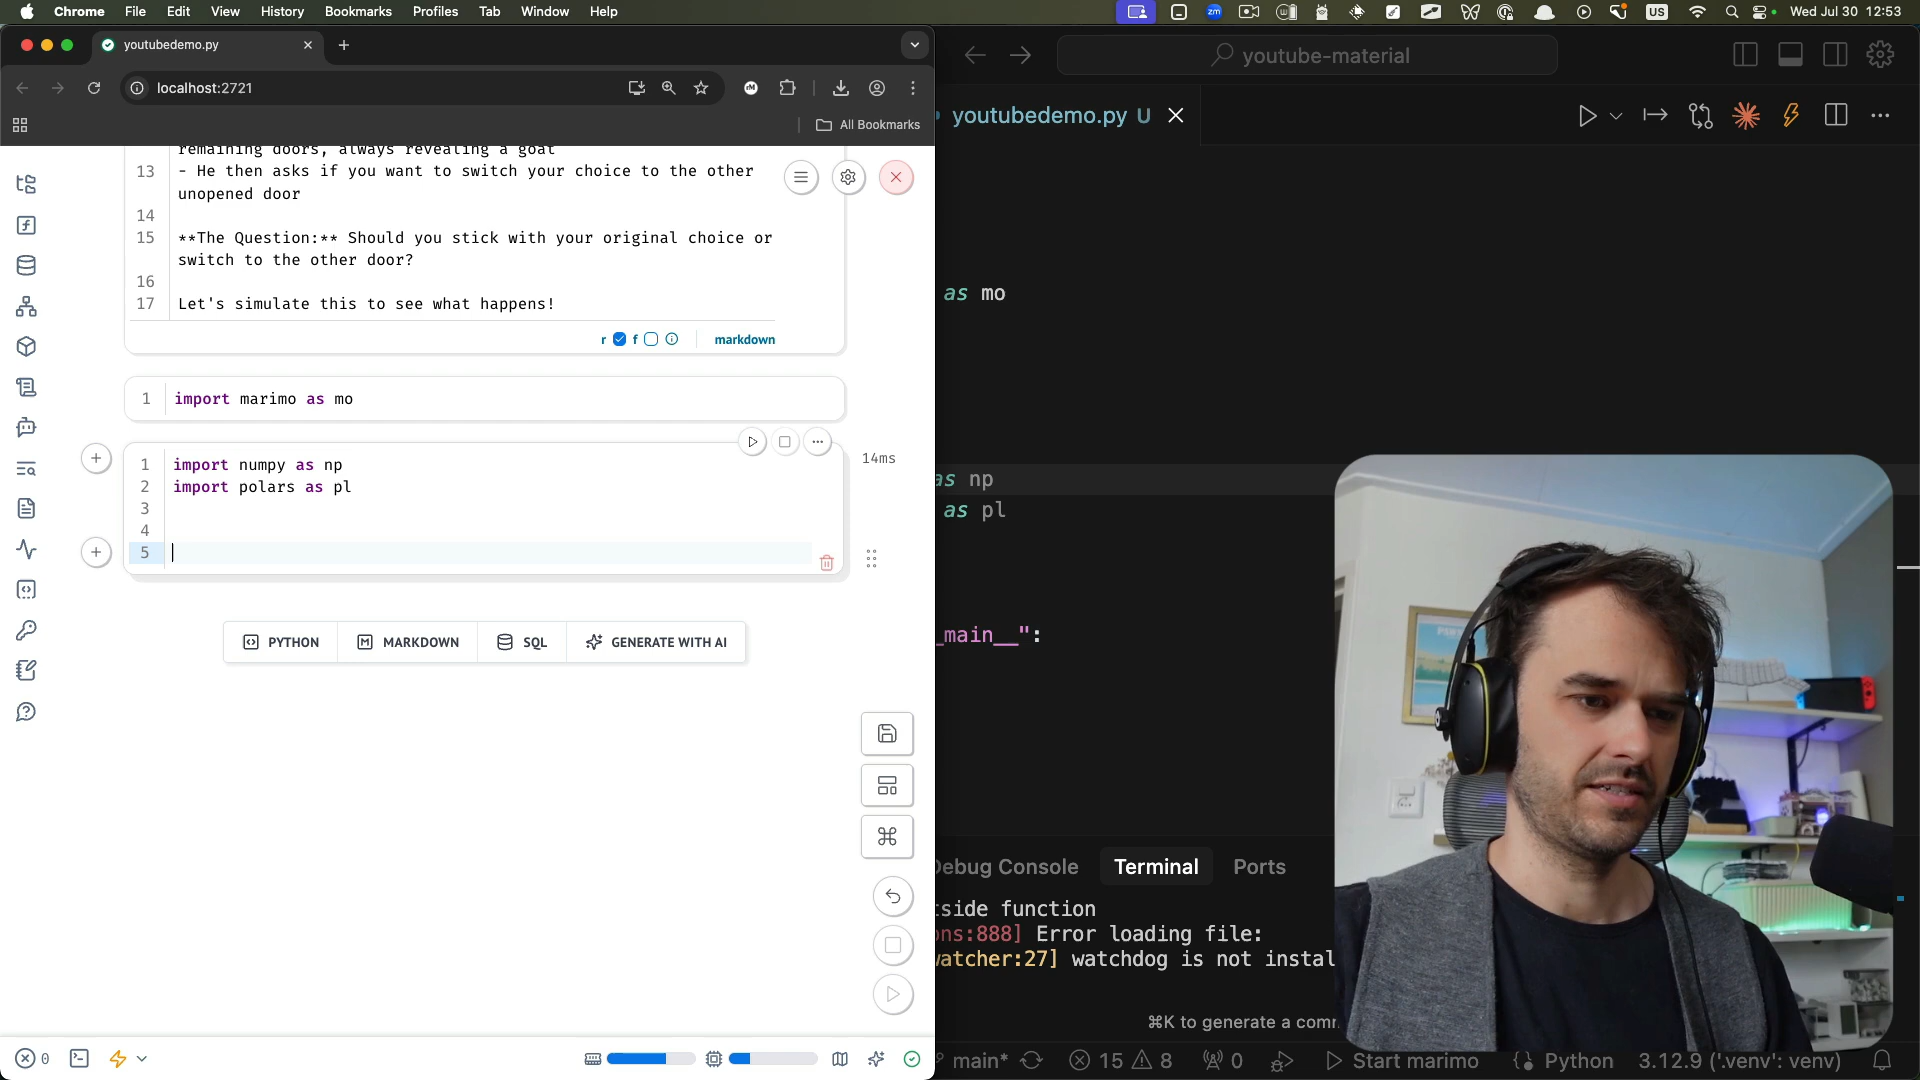 Chrome File Edit View History Bookmarks Profiles Tab Window Help
US
Wed Jul 30 12:53
youtubedemo.py
localhost:2721
All Bookmarks
remaining doors, always revealing a goat
13 - He then asks if you want to switch your choice to the other
unopened door
14
15 **The Question:** Should you stick with your original choice or
switch to the other door?
16
17 Let's simulate this to see what happens!
r f markdown
1 import marimo as mo
14ms
1 import numpy as np
2 import polars as pl
3
4
5
PYTHON MARKDOWN SQL GENERATE WITH AI
0
youtube-material
youtubedemo.py U
as mo
as np
as pl
_main__":
Debug Console Terminal Ports
side function
ns:888] Error loading file:
atcher:27] watchdog is not instal
⌘K to generate a comm
main* 15 8 0 Start marimo Python 3.12.9 ('.venv': venv)